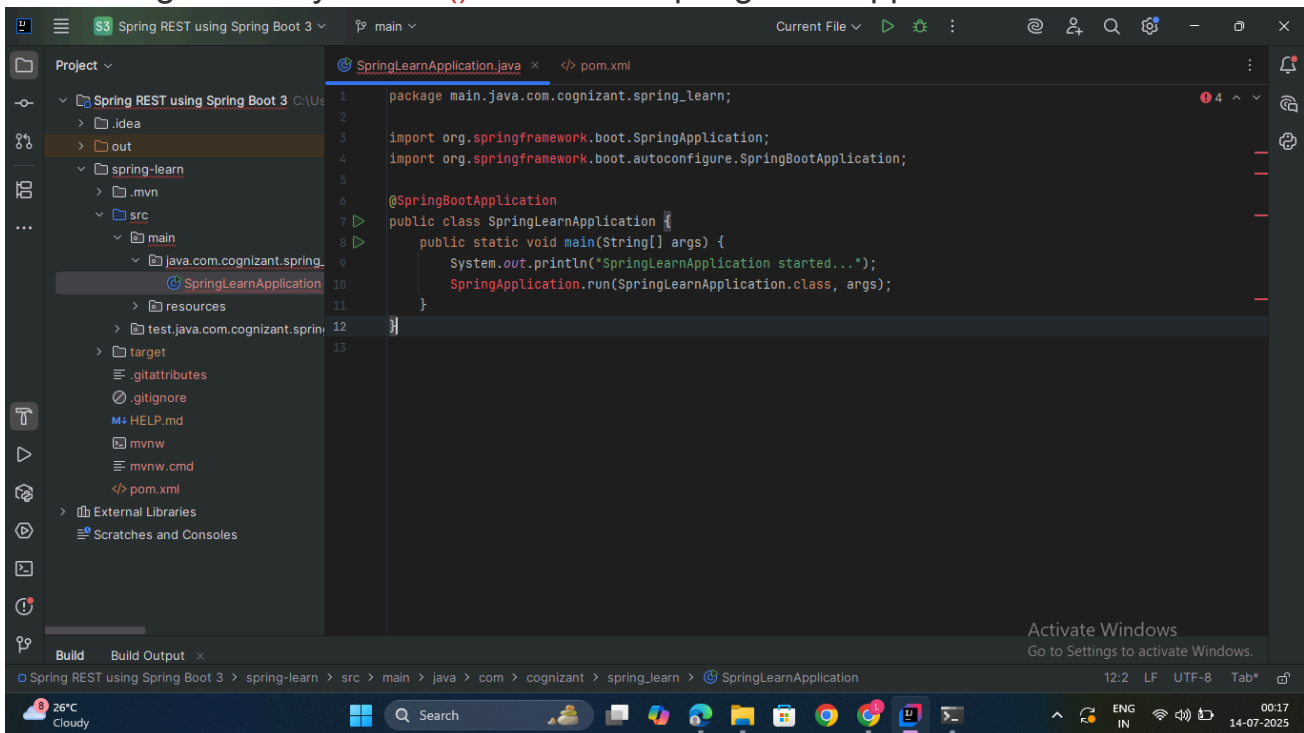 S3 Spring REST using Spring Boot 3
main
Current File
Project
SpringLearnApplication.java
pom.xml
Spring REST using Spring Boot 3 C:\Us
.idea
out
spring-learn
.mvn
src
main
java.com.cognizant.spring_
SpringLearnApplication
resources
test.java.com.cognizant.spring
target
.gitattributes
.gitignore
M↓ HELP.md
mvnw
mvnw.cmd
</> pom.xml
External Libraries
Scratches and Consoles
1 package main.java.com.cognizant.spring_learn;
2
3 import org.springframework.boot.SpringApplication;
4 import org.springframework.boot.autoconfigure.SpringBootApplication;
5
6 @SpringBootApplication
7 public class SpringLearnApplication {
8 public static void main(String[] args) {
9 System.out.println("SpringLearnApplication started...");
10 SpringApplication.run(SpringLearnApplication.class, args);
11 }
12 }
13
4
Activate Windows
Go to Settings to activate Windows.
Build Build Output
Spring REST using Spring Boot 3 > spring-learn > src > main > java > com > cognizant > spring_learn > SpringLearnApplication
12:2 LF UTF-8 Tab*
8
26°C
Cloudy
Search
ENG
IN
00:17
14-07-2025